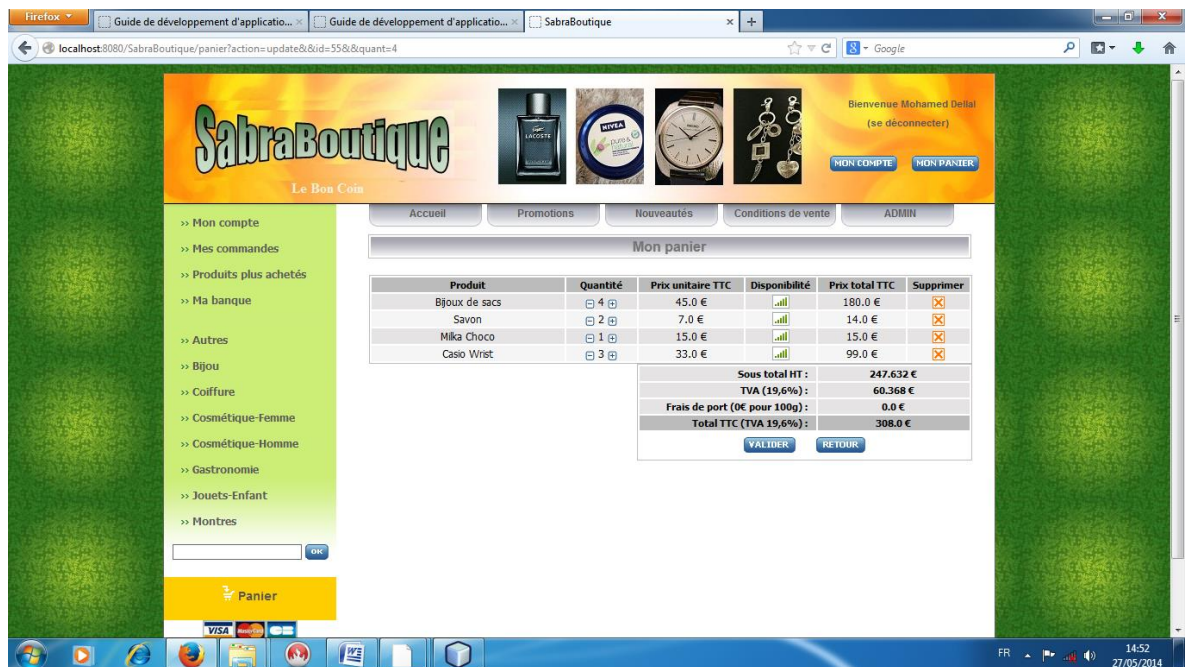 Firefox
Guide de développement d'applicatio... ×
Guide de développement d'applicatio... ×
SabraBoutique ×
localhost:8080/SabraBoutique/panier?action=update&&id=55&&quant=4
Google
SabraBoutique
Le Bon Coin
LACOSTE
NIVEA
pure &
natural
Bienvenue Mohamed Dellal
(se déconnecter)
MON COMPTE MON PANIER
Accueil Promotions Nouveautés Conditions de vente ADMIN
›› Mon compte
›› Mes commandes
›› Produits plus achetés
›› Ma banque
›› Autres
›› Bijou
›› Coiffure
›› Cosmétique-Femme
›› Cosmétique-Homme
›› Gastronomie
›› Jouets-Enfant
›› Montres
OK
Panier
VISA MasterCard CB
Mon panier
Produit Quantité Prix unitaire TTC Disponibilité Prix total TTC Supprimer
Bijoux de sacs 4 45.0 € 180.0 €
Savon 2 7.0 € 14.0 €
Milka Choco 1 15.0 € 15.0 €
Casio Wrist 3 33.0 € 99.0 €
Sous total HT : 247.632 €
TVA (19,6%) : 60.368 €
Frais de port (0€ pour 100g) : 0.0 €
Total TTC (TVA 19,6%) : 308.0 €
VALIDER RETOUR
FR
14:52
27/05/2014